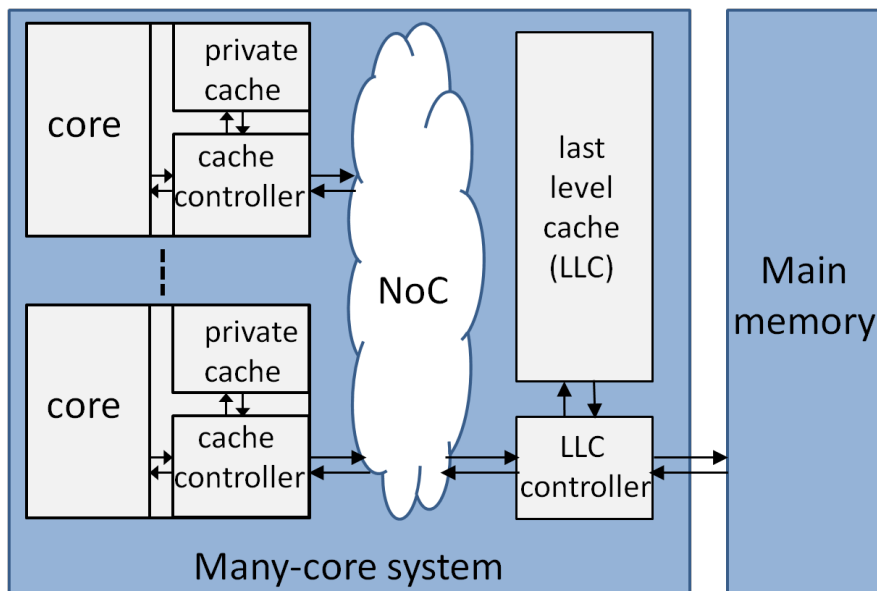 core
private
cache
cache
controller
core
private
cache
cache
controller
NoC
last
level
cache
(LLC)
LLC
controller
Main
memory
Many-core system